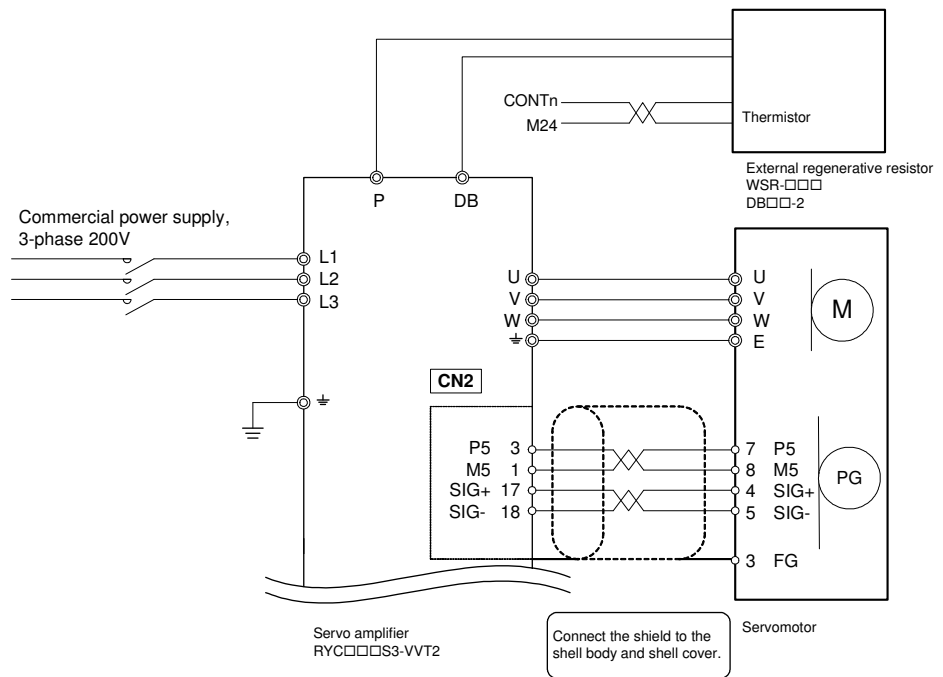 CONTn
M24
Thermistor
External regenerative resistor
WSR-□□□
DB□□-2
P
DB
Commercial power supply,
3-phase 200V
L1
L2
L3
U
V
W
U
V
W
E
M
CN2
P5 3
M5 1
SIG+ 17
SIG- 18
7 P5
8 M5
4 SIG+
5 SIG-
3 FG
PG
Servo amplifier
RYC□□□S3-VVT2
Connect the shield to the
shell body and shell cover.
Servomotor